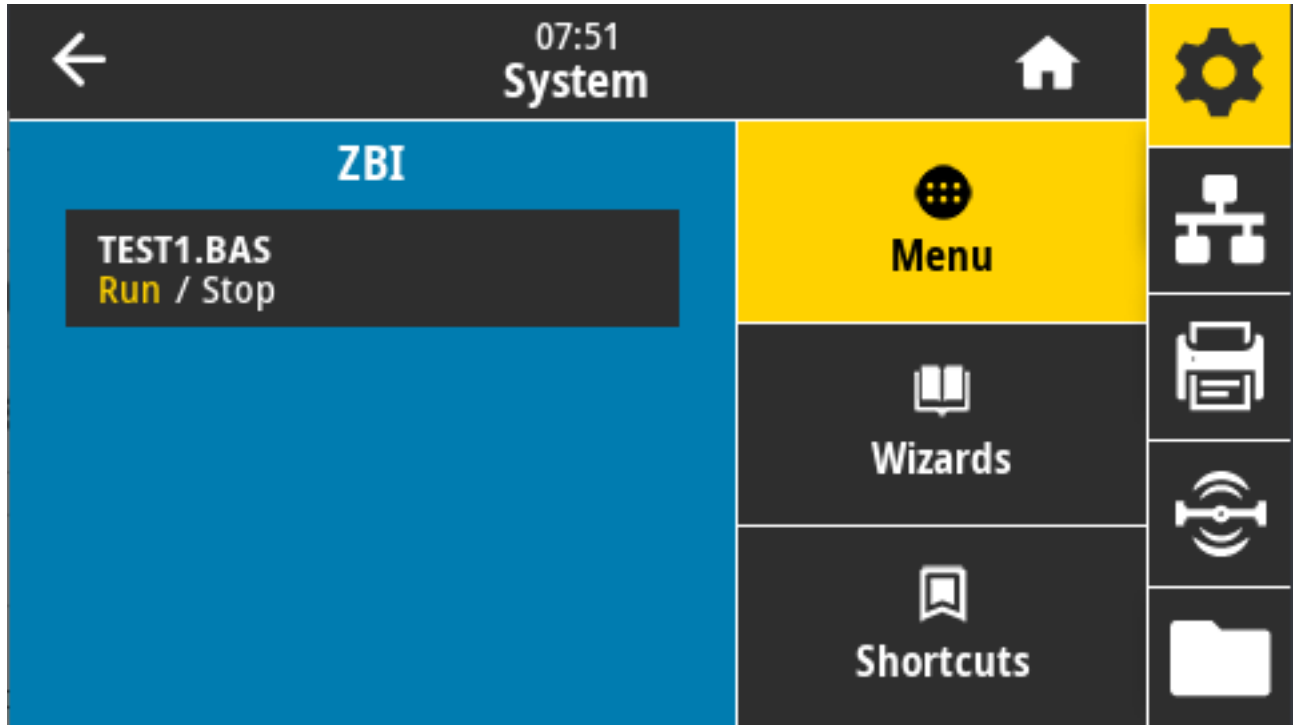 07:51
System
ZBI
TEST1.BAS
Run / Stop
Menu
Wizards
Shortcuts